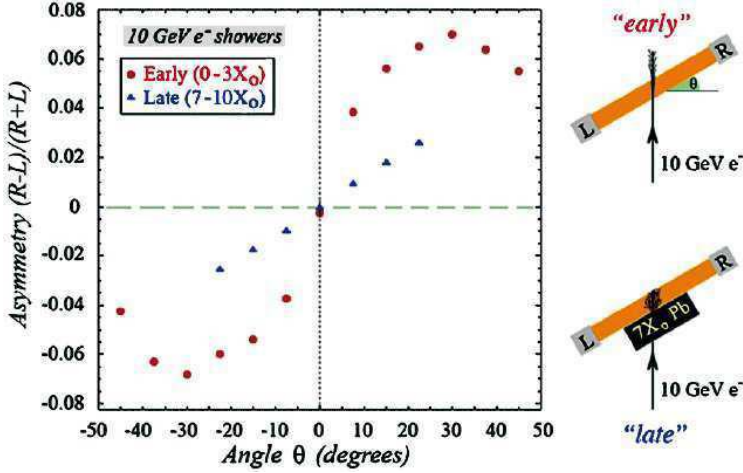 10 GeV e⁻ showers
Early (0-3X₀)
Late (7-10X₀)
Asymmetry (R-L)/(R+L)
0.08
0.06
0.04
0.02
0
-0.02
-0.04
-0.06
-0.08
-50 -40 -30 -20 -10 0 10 20 30 40 50
Angle θ (degrees)
"early"
R
θ
L
10 GeV e⁻
R
7X₀ Pb
L
10 GeV e⁻
"late"